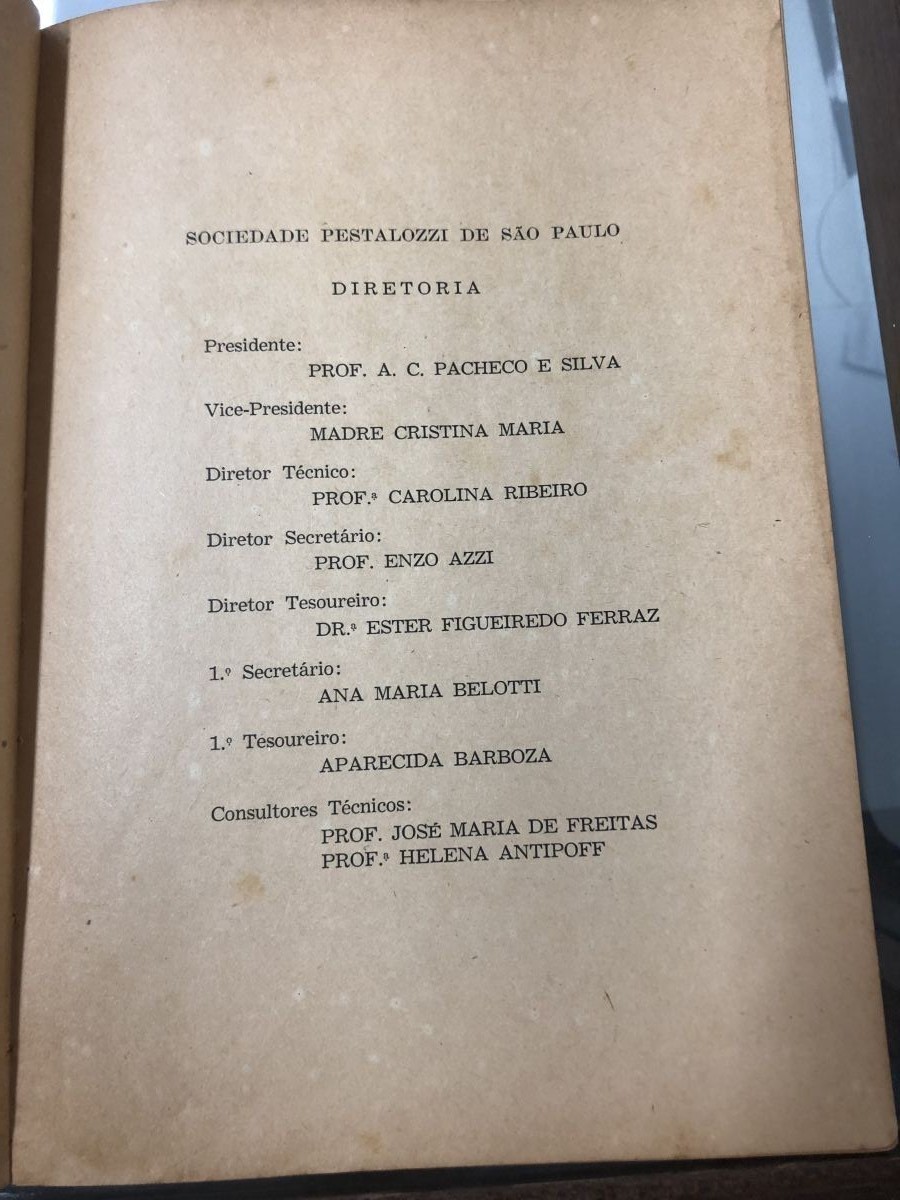 SOCIEDADE PESTALOZZI DE SÃO PAULO
DIRETORIA
Presidente:
PROF. A. C. PACHECO E SILVA
Vice-Presidente:
MADRE CRISTINA MARIA
Diretor Técnico:
PROF.ª CAROLINA RIBEIRO
Diretor Secretário:
PROF. ENZO AZZI
Diretor Tesoureiro:
DR.ª ESTER FIGUEIREDO FERRAZ
1.º Secretário:
ANA MARIA BELOTTI
1.º Tesoureiro:
APARECIDA BARBOZA
Consultores Técnicos:
PROF. JOSÉ MARIA DE FREITAS
PROF.ª HELENA ANTIPOFF